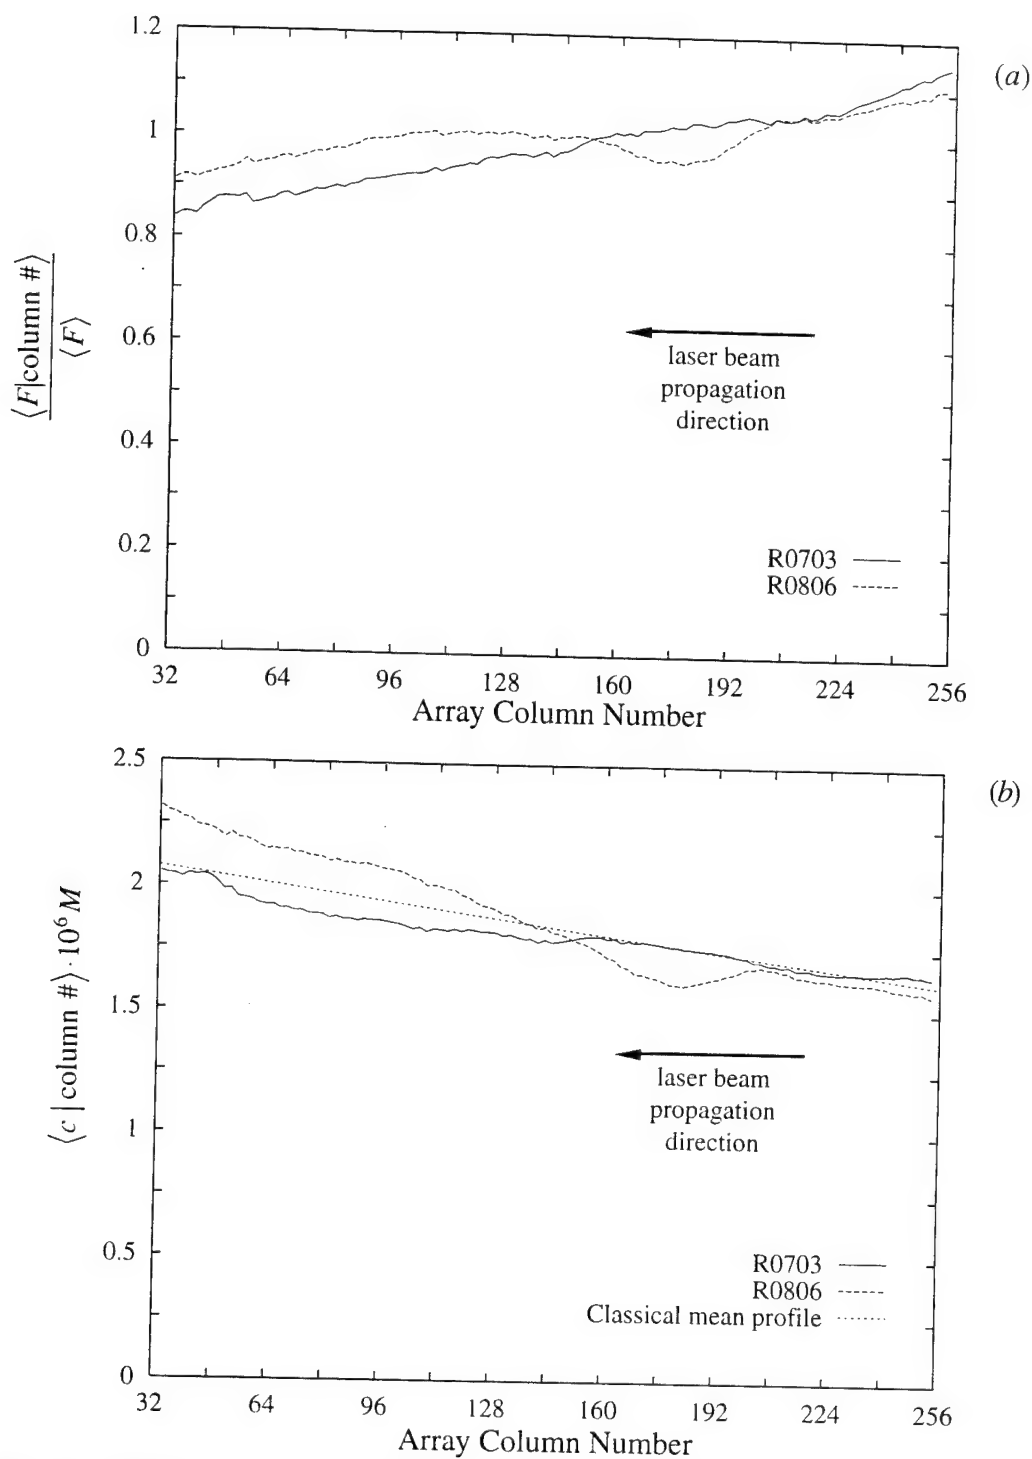 (a)
⟨F|column #⟩
⟨F⟩
1.2
1
0.8
0.6
0.4
0.2
0
laser beam
propagation
direction
R0703
R0806
32 64 96 128 160 192 224 256
Array Column Number
(b)
⟨c | column #⟩ · 10⁶ M
2.5
2
1.5
1
0.5
0
laser beam
propagation
direction
R0703
R0806
Classical mean profile
32 64 96 128 160 192 224 256
Array Column Number